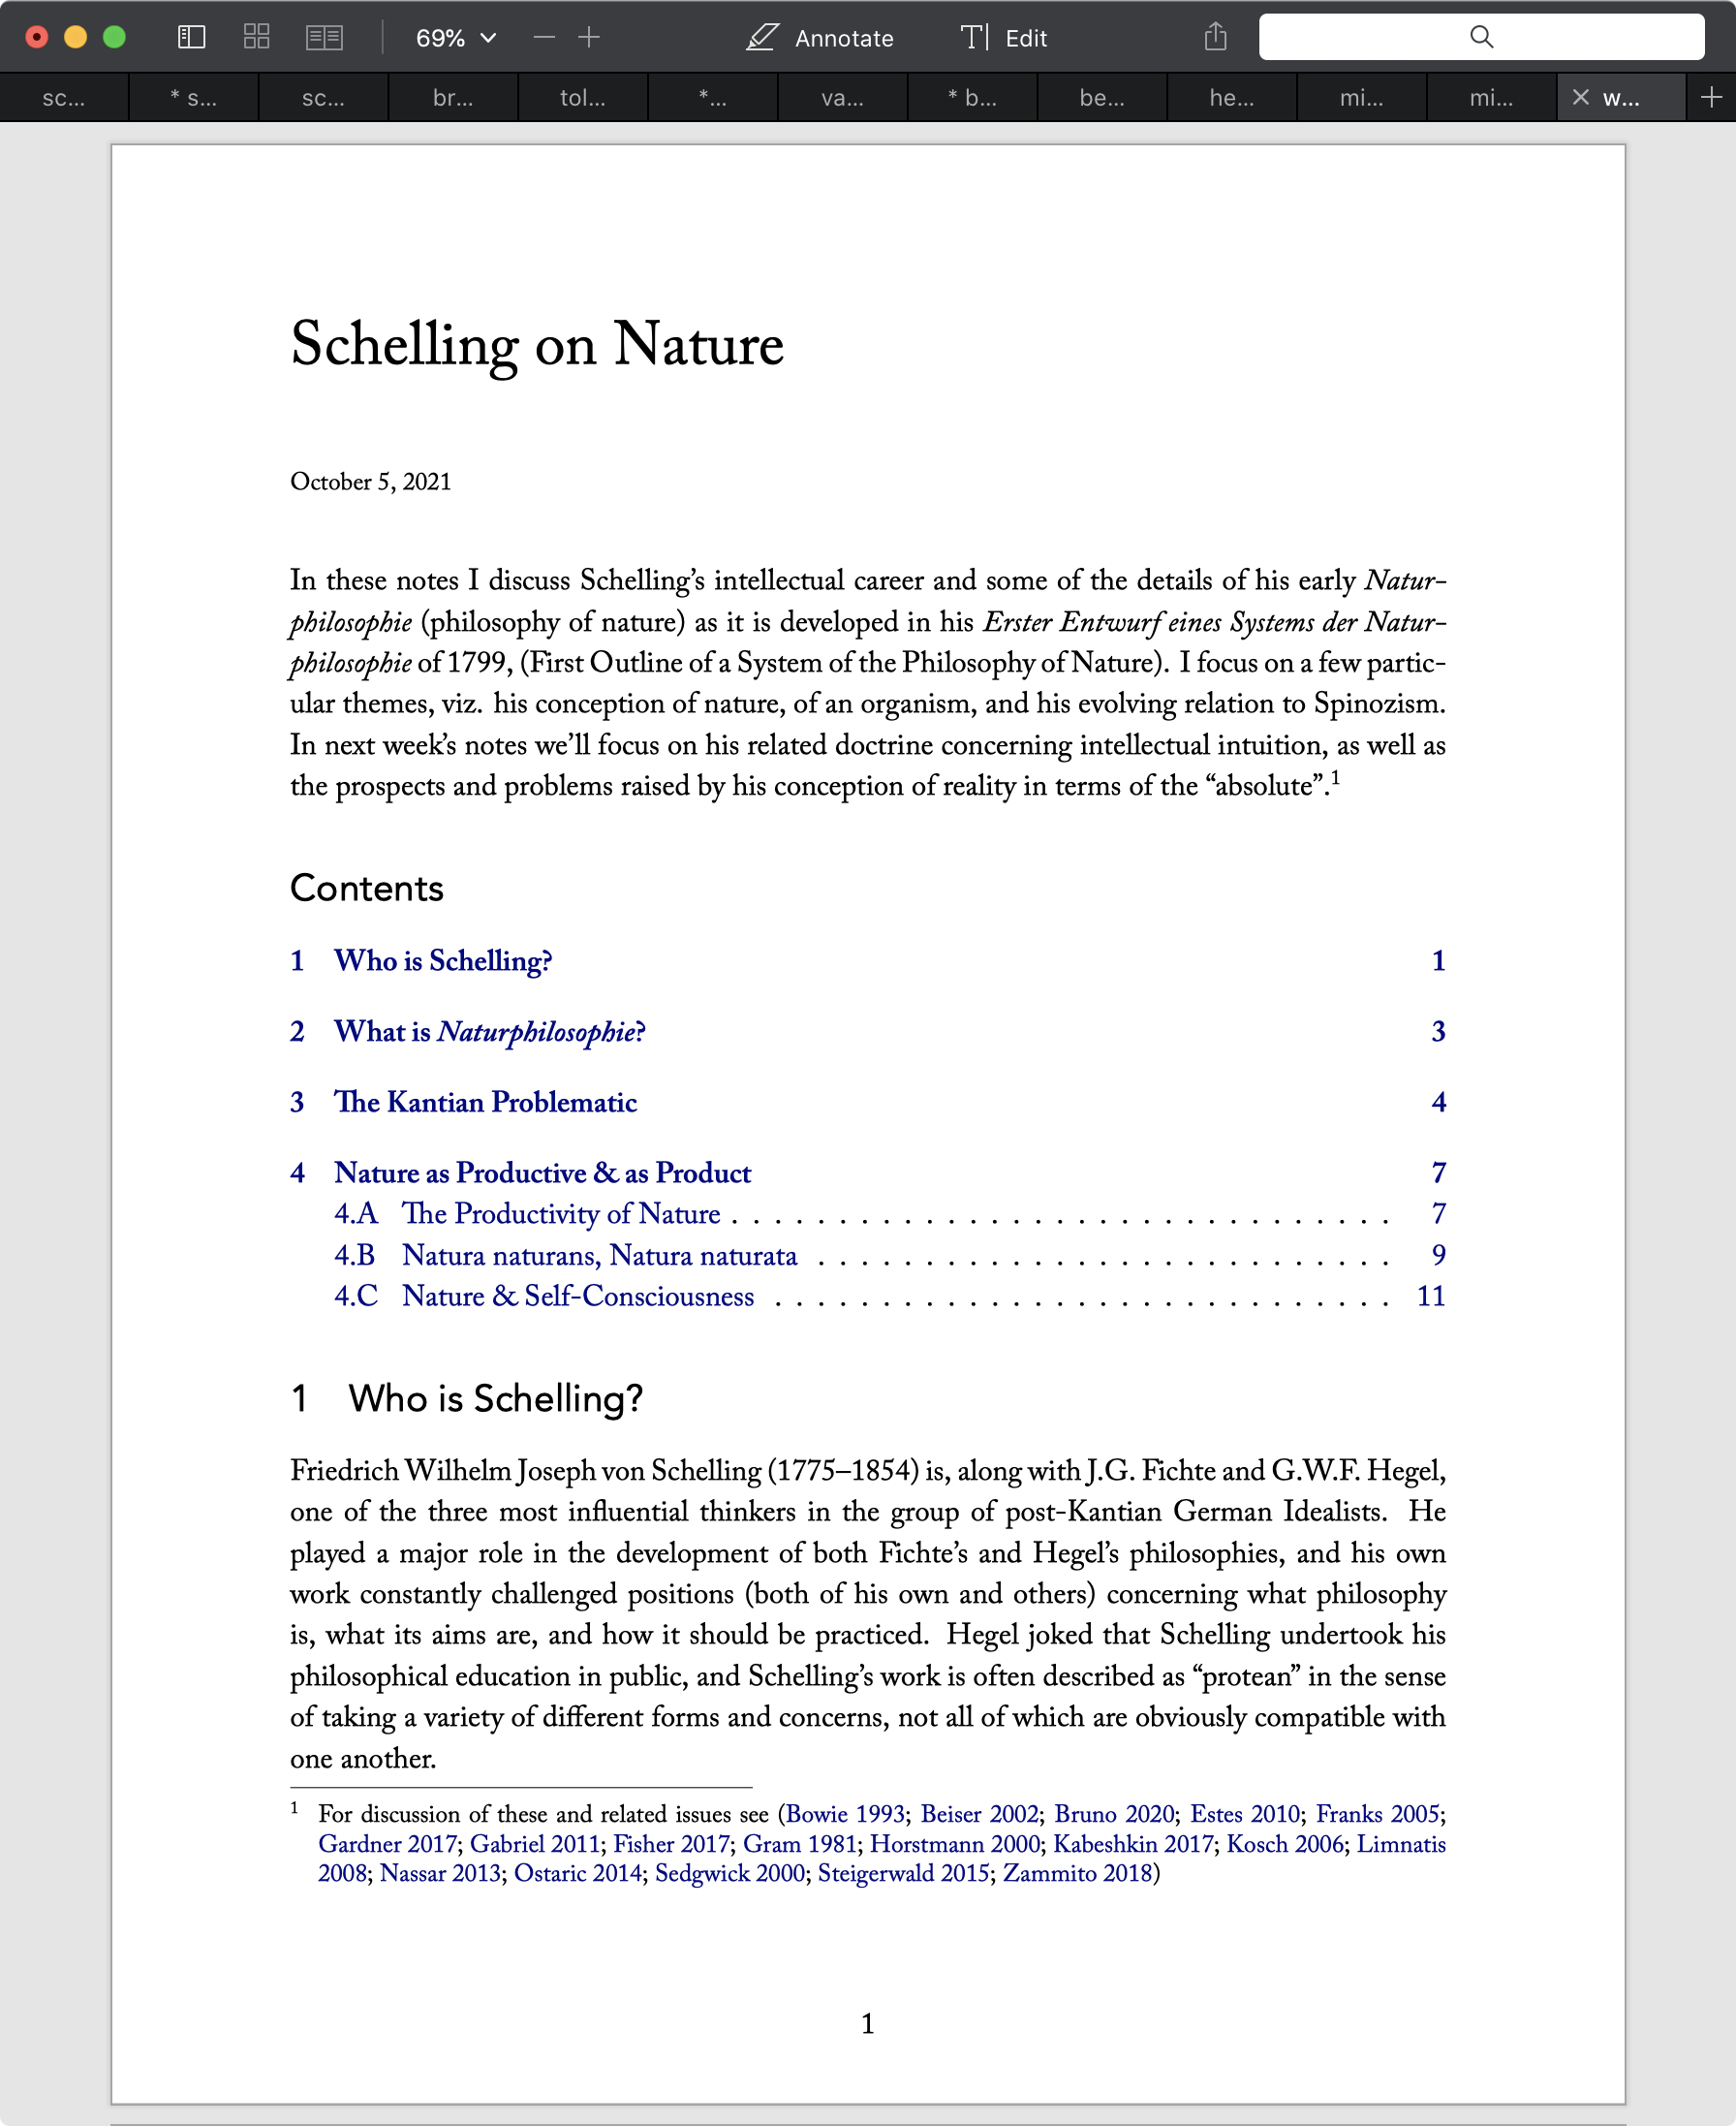 69% Annotate Edit
sc... * s... sc... br... tol... *... va... * b... be... he... mi... mi... w...
Schelling on Nature
October 5, 2021
In these notes I discuss Schelling’s intellectual career and some of the details of his early Natur-
philosophie (philosophy of nature) as it is developed in his Erster Entwurf eines Systems der Natur-
philosophie of 1799, (First Outline of a System of the Philosophy of Nature). I focus on a few partic-
ular themes, viz. his conception of nature, of an organism, and his evolving relation to Spinozism.
In next week’s notes we’ll focus on his related doctrine concerning intellectual intuition, as well as
the prospects and problems raised by his conception of reality in terms of the “absolute”.1
Contents
1 Who is Schelling? 1
2 What is Naturphilosophie? 3
3 The Kantian Problematic 4
4 Nature as Productive & as Product 7
4.A The Productivity of Nature . . . . . . . . . . . . . . . . . . . . . . . . . . . . . . . 7
4.B Natura naturans, Natura naturata . . . . . . . . . . . . . . . . . . . . . . . . . . . 9
4.C Nature & Self-Consciousness . . . . . . . . . . . . . . . . . . . . . . . . . . . . . 11
1 Who is Schelling?
Friedrich Wilhelm Joseph von Schelling (1775–1854) is, along with J.G. Fichte and G.W.F. Hegel,
one of the three most influential thinkers in the group of post-Kantian German Idealists. He
played a major role in the development of both Fichte’s and Hegel’s philosophies, and his own
work constantly challenged positions (both of his own and others) concerning what philosophy
is, what its aims are, and how it should be practiced. Hegel joked that Schelling undertook his
philosophical education in public, and Schelling’s work is often described as “protean” in the sense
of taking a variety of different forms and concerns, not all of which are obviously compatible with
one another.
1 For discussion of these and related issues see (Bowie 1993; Beiser 2002; Bruno 2020; Estes 2010; Franks 2005;
Gardner 2017; Gabriel 2011; Fisher 2017; Gram 1981; Horstmann 2000; Kabeshkin 2017; Kosch 2006; Limnatis
2008; Nassar 2013; Ostaric 2014; Sedgwick 2000; Steigerwald 2015; Zammito 2018)
1